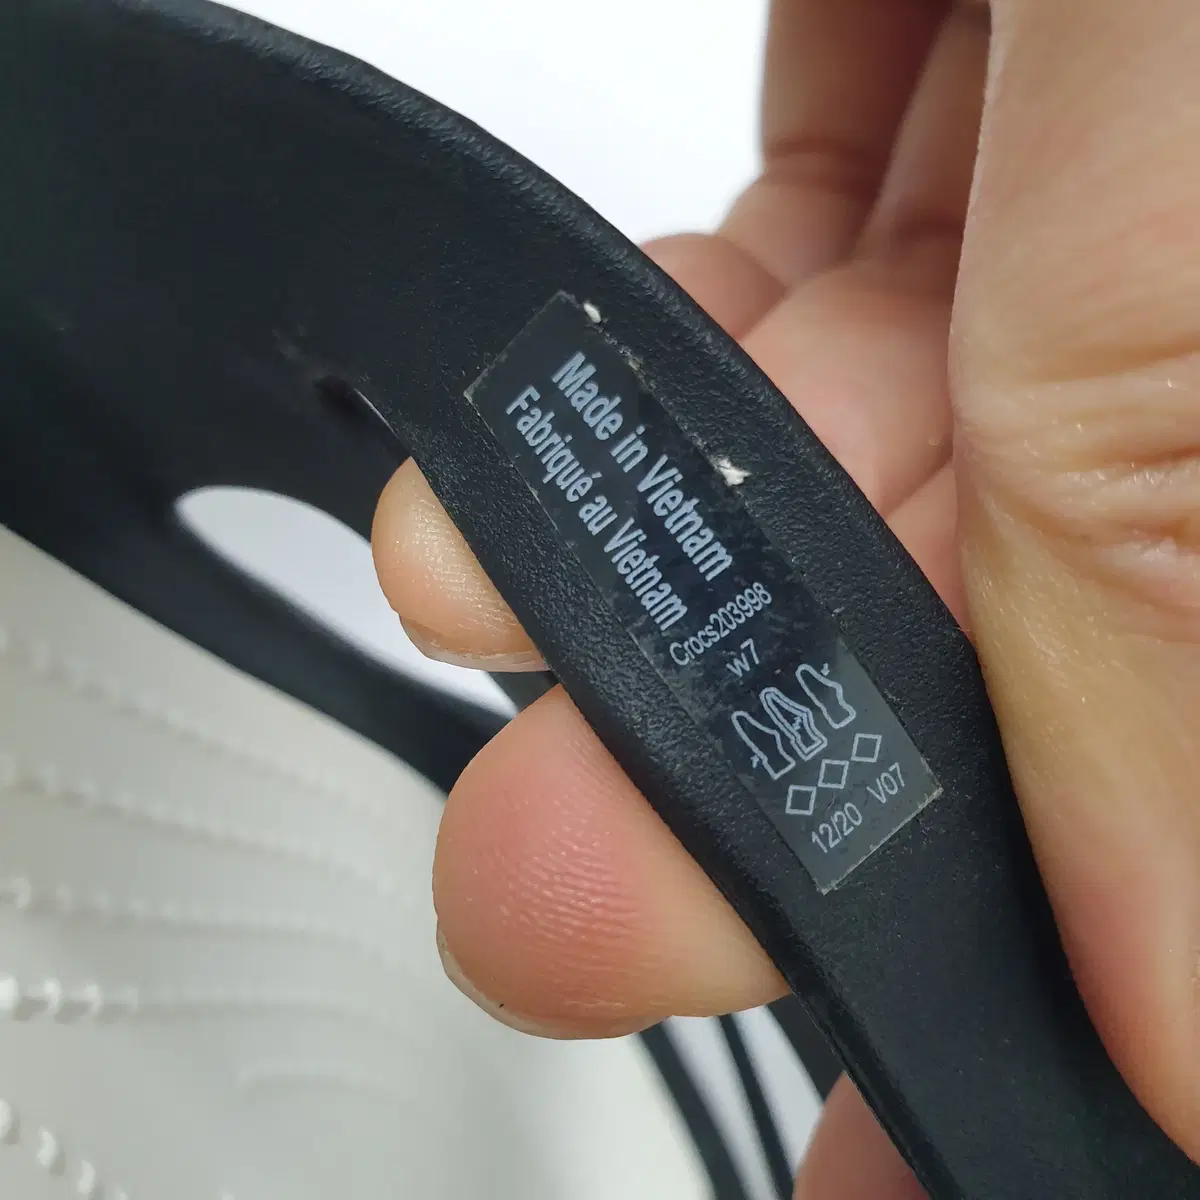 Made in Vietnam
Fabriqué au Vietnam
Crocs203998
w7
12/20 V07